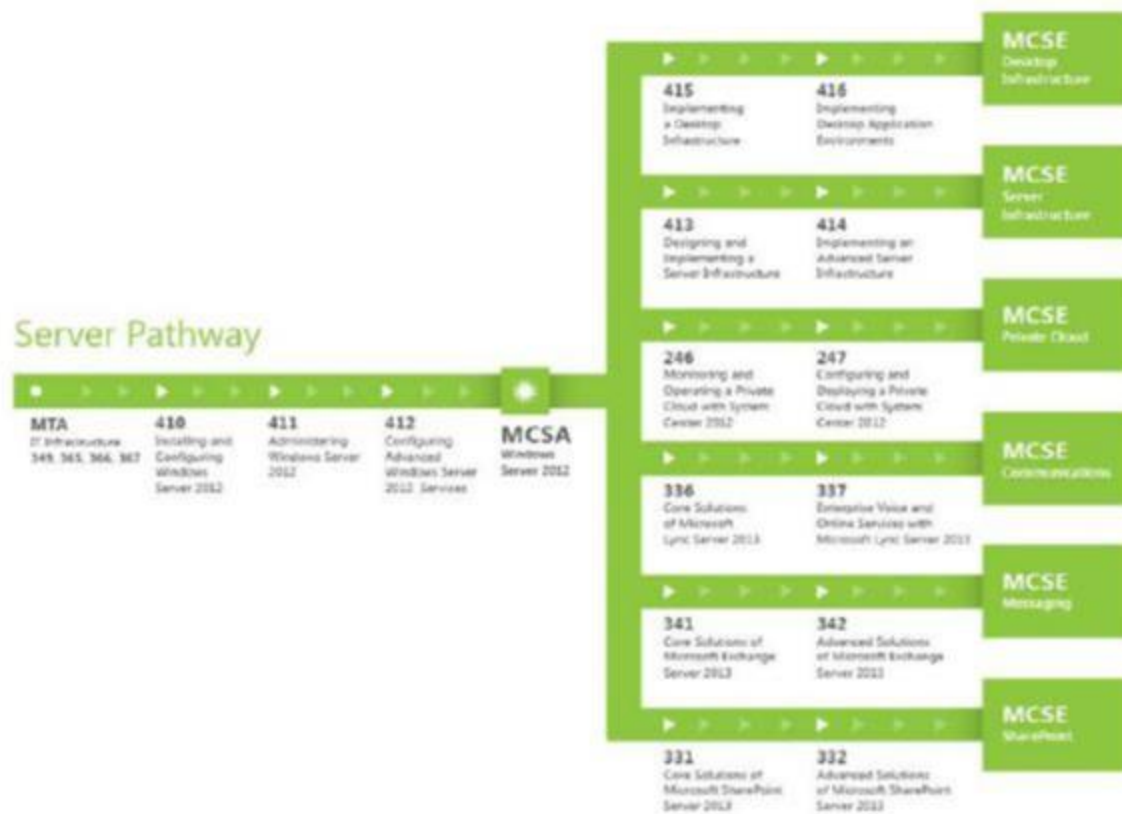 Server Pathway
MTA
IT Infrastructure
349, 365, 366, 367
410
Installing and
Configuring
Windows
Server 2012
411
Administering
Windows Server
2012
412
Configuring
Advanced
Windows Server
2012 Services
MCSA
Windows
Server 2012
415
Implementing
a Desktop
Infrastructure
416
Implementing
Desktop Application
Environments
MCSE
Desktop
Infrastructure
413
Designing and
Implementing a
Server Infrastructure
414
Implementing an
Advanced Server
Infrastructure
MCSE
Server
Infrastructure
246
Monitoring and
Operating a Private
Cloud with System
Center 2012
247
Configuring and
Deploying a Private
Cloud with System
Center 2012
MCSE
Private Cloud
336
Core Solutions
of Microsoft
Lync Server 2013
337
Enterprise Voice and
Online Services with
Microsoft Lync Server 2013
MCSE
Communications
341
Core Solutions of
Microsoft Exchange
Server 2013
342
Advanced Solutions
of Microsoft Exchange
Server 2013
MCSE
Messaging
331
Core Solutions of
Microsoft SharePoint
Server 2013
332
Advanced Solutions
of Microsoft SharePoint
Server 2013
MCSE
SharePoint